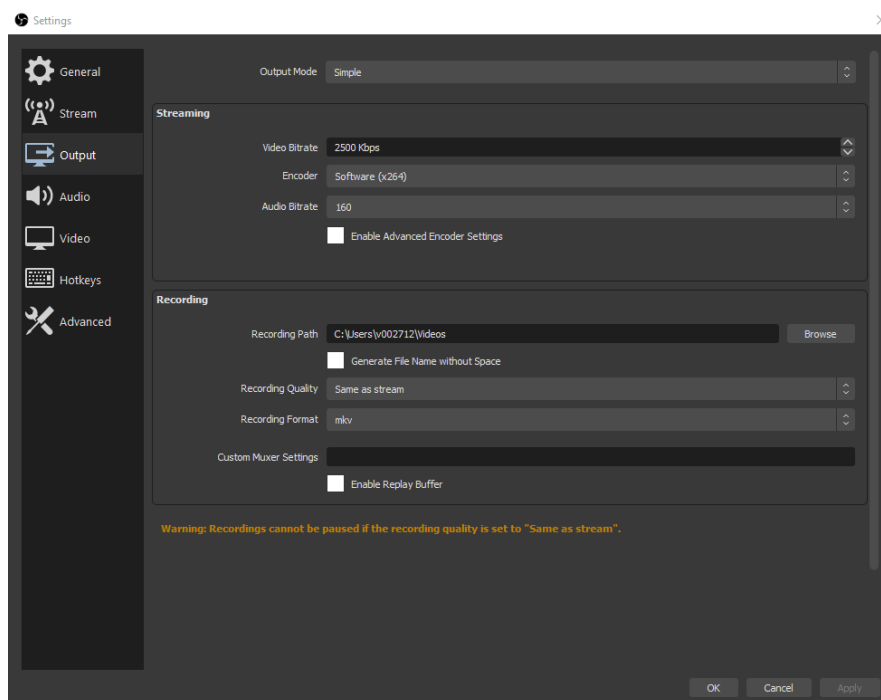 Settings
General
Stream
Output
Audio
Video
Hotkeys
Advanced
Output Mode Simple
Streaming
Video Bitrate 2500 Kbps
Encoder Software (x264)
Audio Bitrate 160
Enable Advanced Encoder Settings
Recording
Recording Path C:\Users\v002712\Videos Browse
Generate File Name without Space
Recording Quality Same as stream
Recording Format mkv
Custom Muxer Settings
Enable Replay Buffer
Warning: Recordings cannot be paused if the recording quality is set to "Same as stream".
OK Cancel Apply